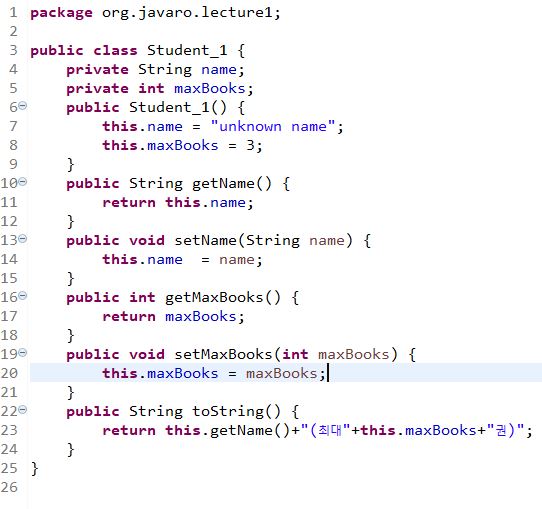 1 package org.javaro.lecture1;
2
3 public class Student_1 {
4     private String name;
5     private int maxBooks;
6     public Student_1() {
7         this.name = "unknown name";
8         this.maxBooks = 3;
9     }
10     public String getName() {
11         return this.name;
12     }
13     public void setName(String name) {
14         this.name  = name;
15     }
16     public int getMaxBooks() {
17         return maxBooks;
18     }
19     public void setMaxBooks(int maxBooks) {
20         this.maxBooks = maxBooks;
21     }
22     public String toString() {
23         return this.getName()+"(최대"+this.maxBooks+"권)";
24     }
25 }
26